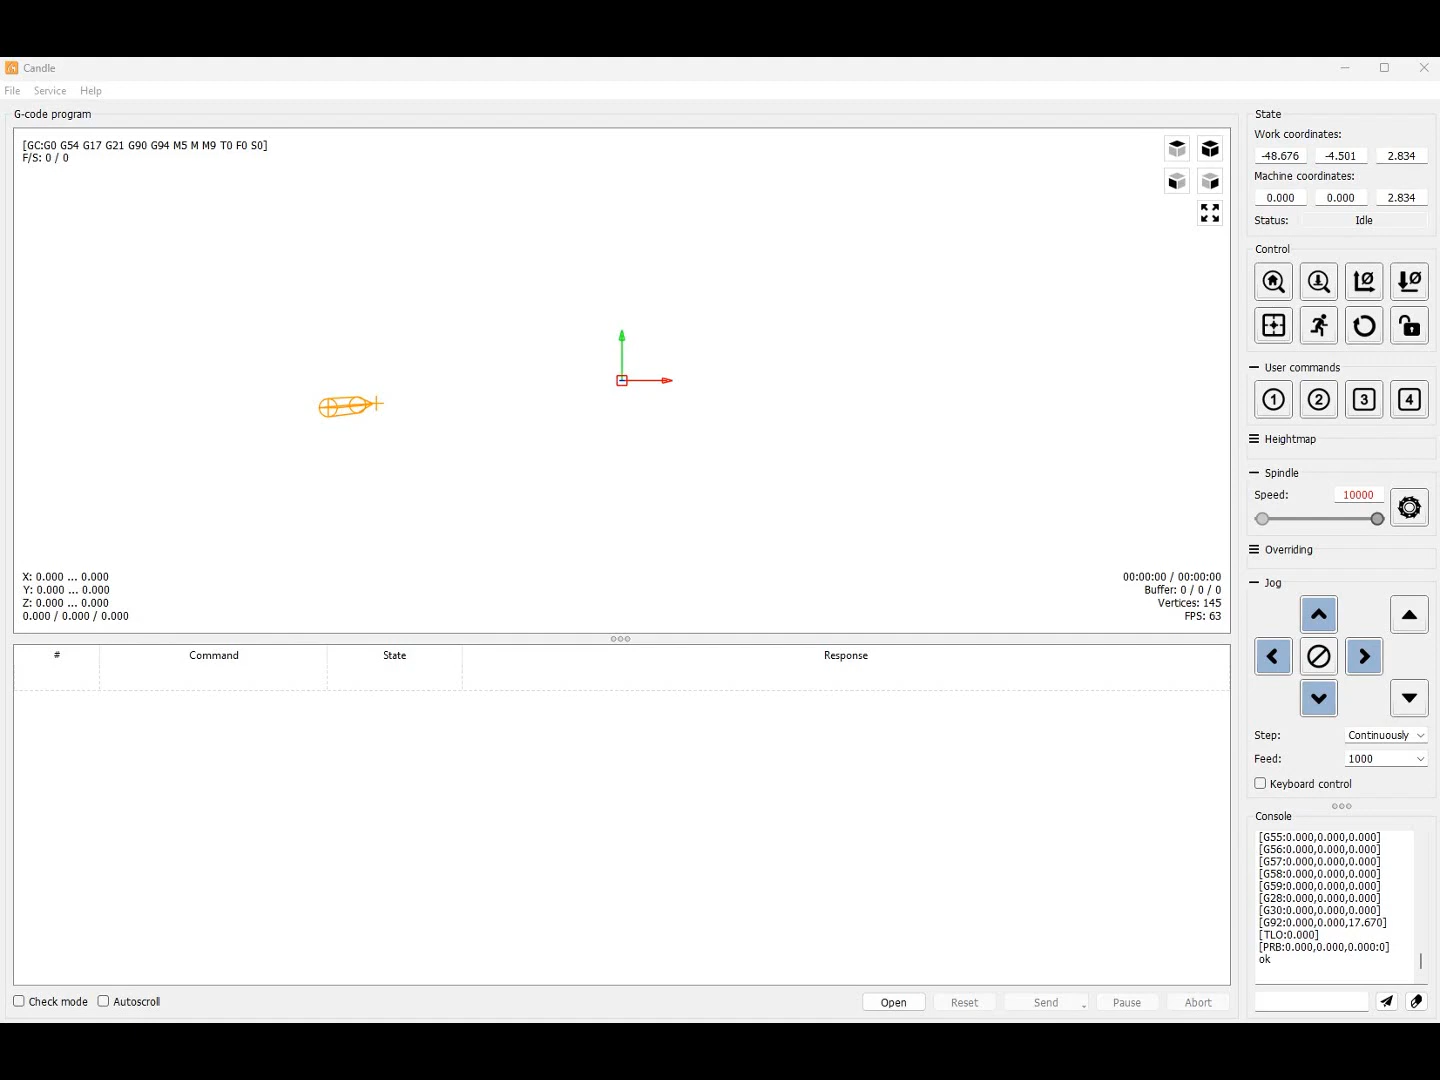 Candle
File Service Help
G-code program
[GC:G0 G54 G17 G21 G90 G94 M5 M M9 T0 F0 S0]
F/S: 0 / 0
X: 0.000 ... 0.000
Y: 0.000 ... 0.000
Z: 0.000 ... 0.000
0.000 / 0.000 / 0.000
00:00:00 / 00:00:00
Buffer: 0 / 0 / 0
Vertices: 145
FPS: 63
# Command State Response
Check mode Autoscroll
Open Reset Send Pause Abort
State
Work coordinates:
-48.676 -4.501 2.834
Machine coordinates:
0.000 0.000 2.834
Status: Idle
Control
User commands
1 2 3 4
Heightmap
Spindle
Speed: 10000
Overriding
Jog
Step: Continuously
Feed: 1000
Keyboard control
Console
[G55:0.000,0.000,0.000]
[G56:0.000,0.000,0.000]
[G57:0.000,0.000,0.000]
[G58:0.000,0.000,0.000]
[G59:0.000,0.000,0.000]
[G28:0.000,0.000,0.000]
[G30:0.000,0.000,0.000]
[G92:0.000,0.000,17.670]
[TLO:0.000]
[PRB:0.000,0.000,0.000:0]
ok